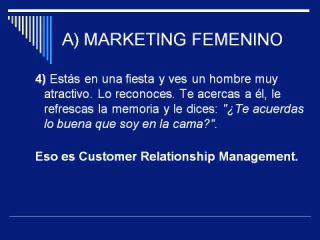 A) MARKETING FEMENINO
4) Estás en una fiesta y ves un hombre muy
atractivo. Lo reconoces. Te acercas a él, le
refrescas la memoria y le dices: "¿Te acuerdas
lo buena que soy en la cama?".
Eso es Customer Relationship Management.